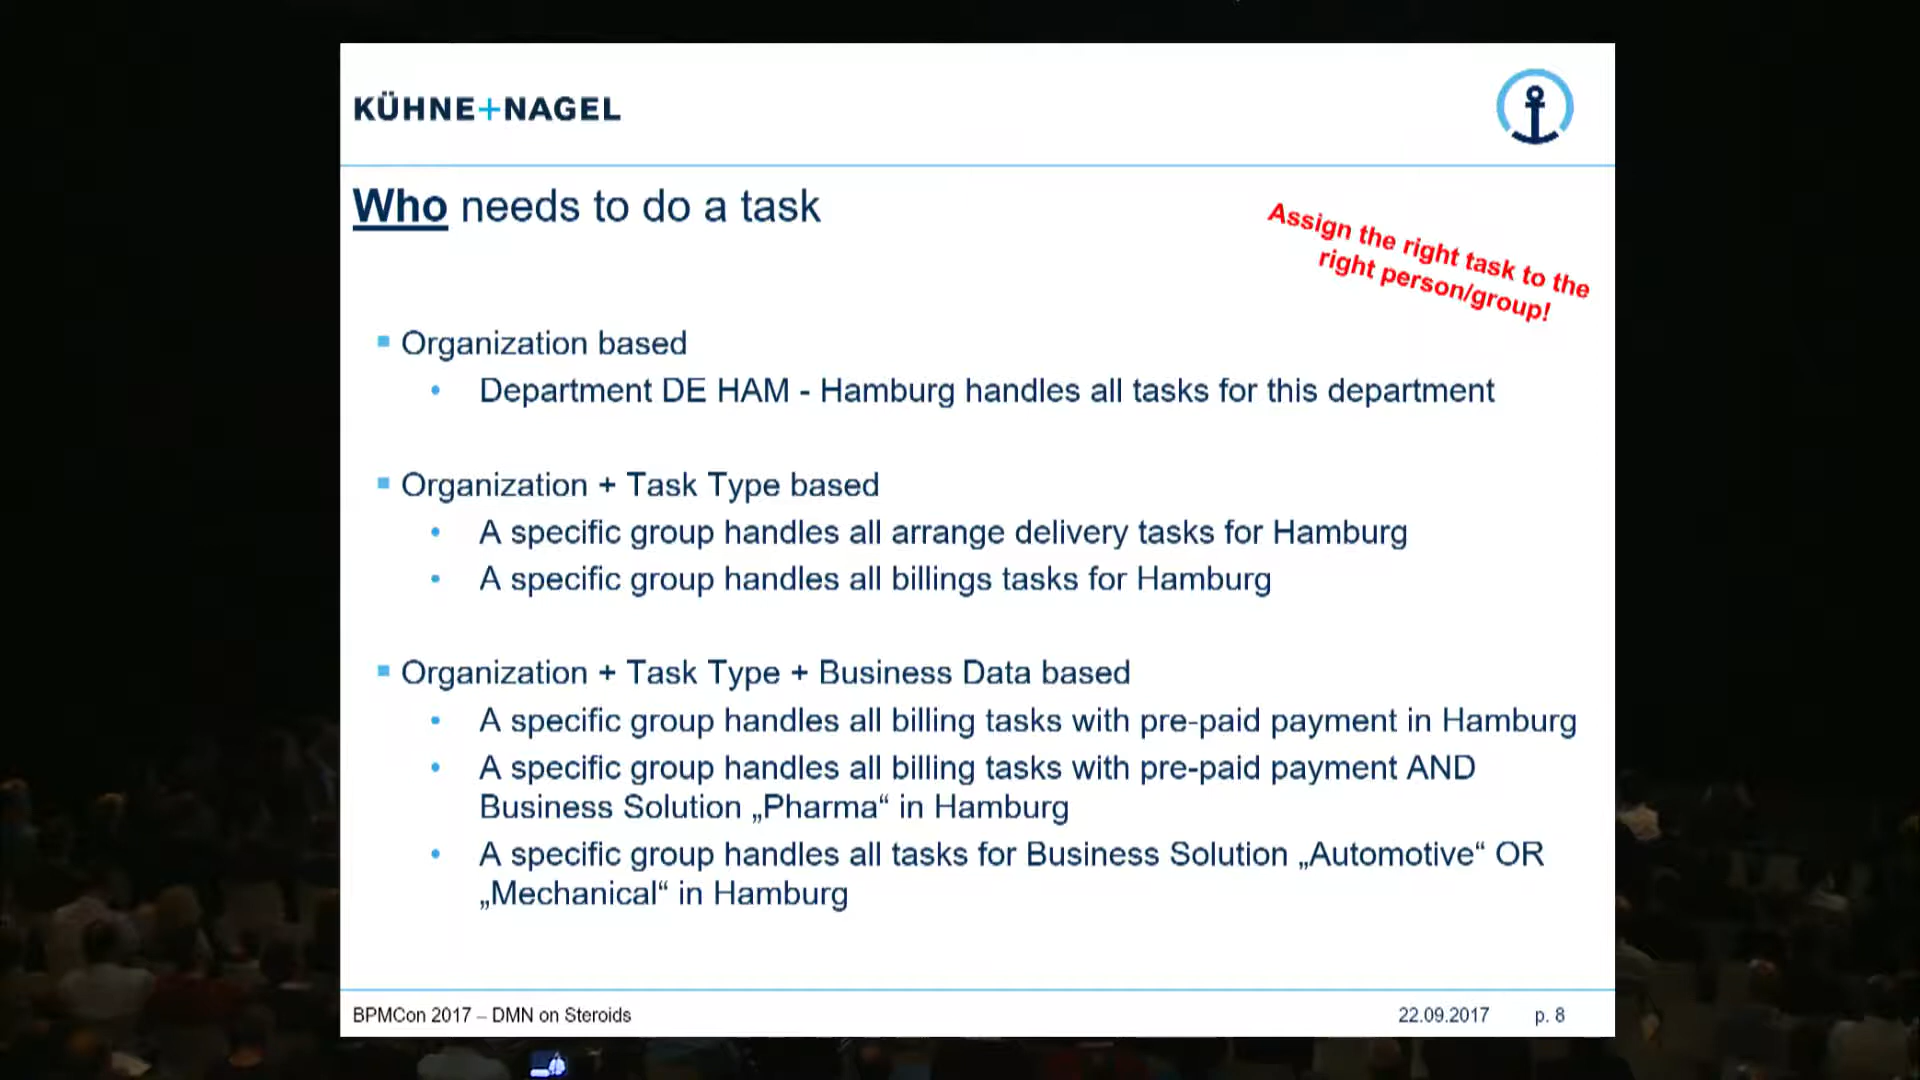 KÜHNE+NAGEL
Who needs to do a task
Assign the right task to the
right person/group!
Organization based
Department DE HAM - Hamburg handles all tasks for this department
Organization + Task Type based
A specific group handles all arrange delivery tasks for Hamburg
A specific group handles all billings tasks for Hamburg
Organization + Task Type + Business Data based
A specific group handles all billing tasks with pre-paid payment in Hamburg
A specific group handles all billing tasks with pre-paid payment AND
Business Solution „Pharma“ in Hamburg
A specific group handles all tasks for Business Solution „Automotive“ OR
„Mechanical“ in Hamburg
BPMCon 2017 – DMN on Steroids
22.09.2017
p. 8